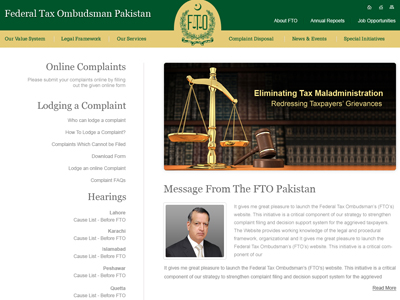 Federal Tax Ombudsman Pakistan
About FTO
Annual Reports
Job Opportunities
FTO
Our Value System
Legal Framework
Our Services
Complaint Disposal
News & Events
Special Initiatives
Online Complaints
Please submit your complaints online by filling
out the given online form
Lodging a Complaint
Who can lodge a complaint
How To Lodge a Complaint?
Complaints Which Cannot be Filed
Download Form
Lodge an online Complaint
Complaint FAQs
Hearings
Lahore
Cause List - Before FTO
Karachi
Cause List - Before FTO
Islamabad
Cause List - Before FTO
Peshawar
Cause List - Before FTO
Quetta
Cause List - Before FTO
Eliminating Tax Maladministration
Redressing Taxpayers' Grievances
Message From The FTO Pakistan
It gives me great pleasure to launch the Federal Tax Ombudsman's (FTO's)
website. This initiative is a critical component of our strategy to strengthen
complaint filing and decision support system for the aggrieved taxpayers.
The Website provides working knowledge of the legal and procedural
framework, organizational and It gives me great pleasure to launch the
Federal Tax Ombudsman's (FTO's) website. This initiative is a critical com-
ponent of our
It gives me great pleasure to launch the Federal Tax Ombudsman's (FTO's) website. This initiative is a critical
component of our strategy to strengthen complaint filing and decision support system for the aggrieved
Read More